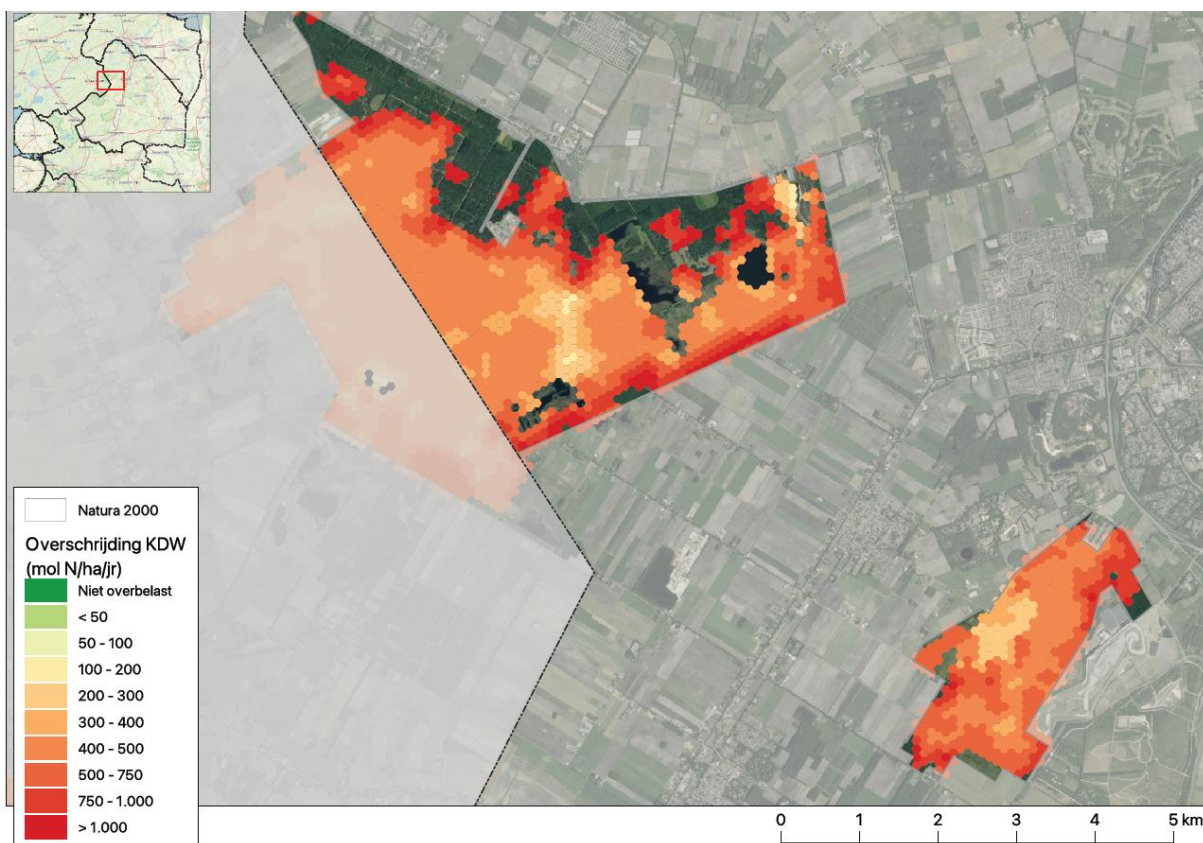 Natura 2000
Overschrijding KDW
(mol N/ha/jr)
Niet overbelast
< 50
50 - 100
100 - 200
200 - 300
300 - 400
400 - 500
500 - 750
750 - 1.000
> 1.000
0 1 2 3 4 5 km